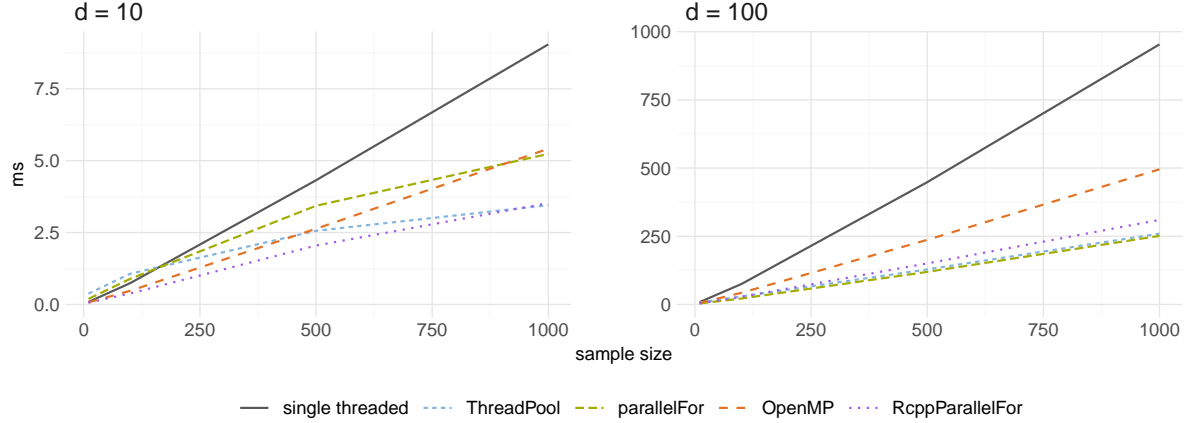 d = 10
d = 100
ms
7.5
5.0
2.5
0.0
0 250 500 750 1000
1000
750
500
250
0
0 250 500 750 1000
sample size
single threaded ThreadPool parallelFor OpenMP RcppParallelFor